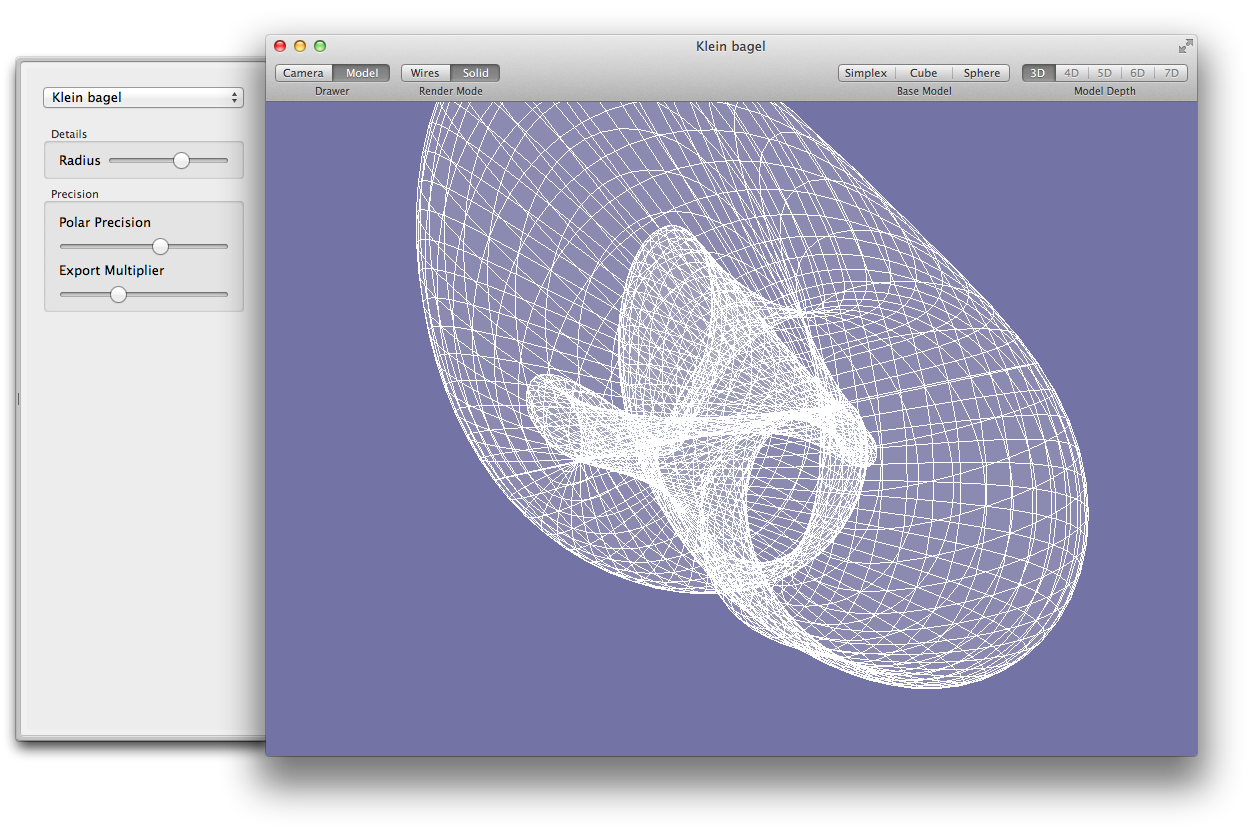 Klein bagel
Camera Model Wires Solid Simplex Cube Sphere 3D 4D 5D 6D 7D
Drawer Render Mode Base Model Model Depth
Klein bagel
Details
Radius
Precision
Polar Precision
Export Multiplier